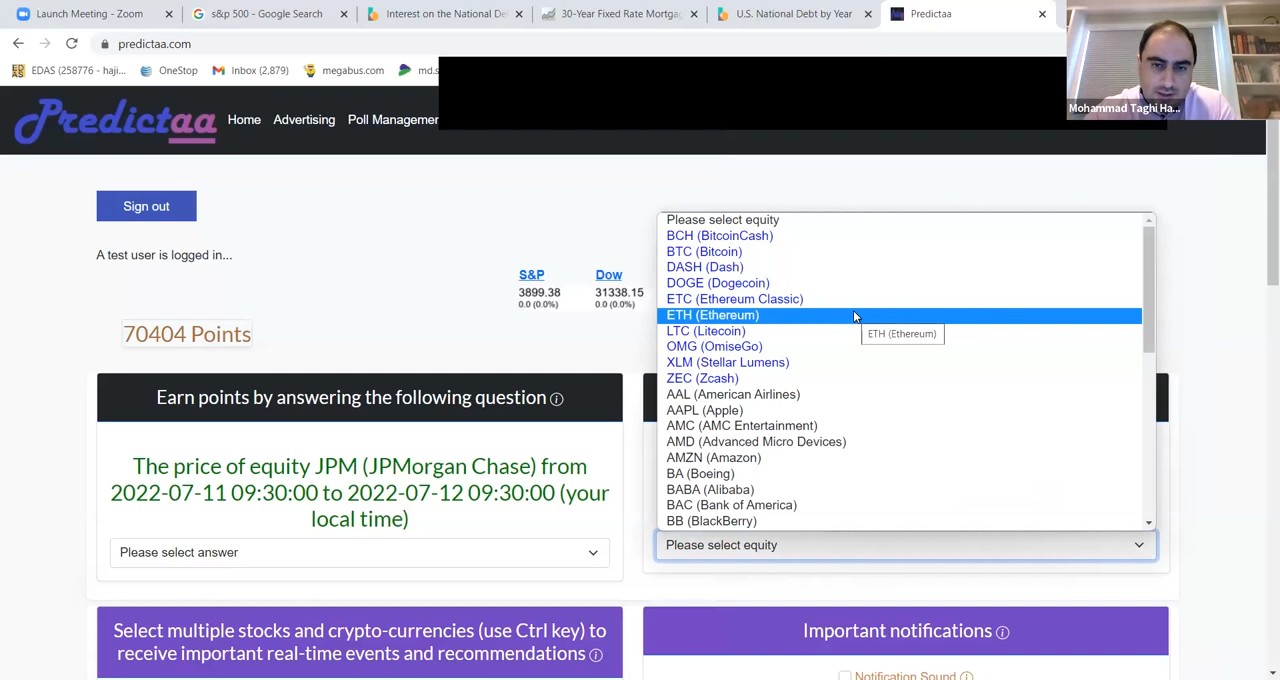 Launch Meeting - Zoom
s&p 500 - Google Search
Interest on the National De
30-Year Fixed Rate Mortga
U.S. National Debt by Year
Predictaa
predictaa.com
EDAS (258776 - haji...
OneStop
Inbox (2,879)
megabus.com
md.s
Mohammad Taghi Ha...
Predictaa
Home
Advertising
Poll Managemen
Sign out
A test user is logged in...
S&P
Dow
3899.38
31338.15
0.0 (0.0%)
0.0 (0.0%)
70404 Points
Earn points by answering the following question
The price of equity JPM (JPMorgan Chase) from
2022-07-11 09:30:00 to 2022-07-12 09:30:00 (your
local time)
Please select answer
Please select equity
BCH (BitcoinCash)
BTC (Bitcoin)
DASH (Dash)
DOGE (Dogecoin)
ETC (Ethereum Classic)
ETH (Ethereum)
ETH (Ethereum)
LTC (Litecoin)
OMG (OmiseGo)
XLM (Stellar Lumens)
ZEC (Zcash)
AAL (American Airlines)
AAPL (Apple)
AMC (AMC Entertainment)
AMD (Advanced Micro Devices)
AMZN (Amazon)
BA (Boeing)
BABA (Alibaba)
BAC (Bank of America)
BB (BlackBerry)
Please select equity
Select multiple stocks and crypto-currencies (use Ctrl key) to
receive important real-time events and recommendations
Important notifications
Notification Sound